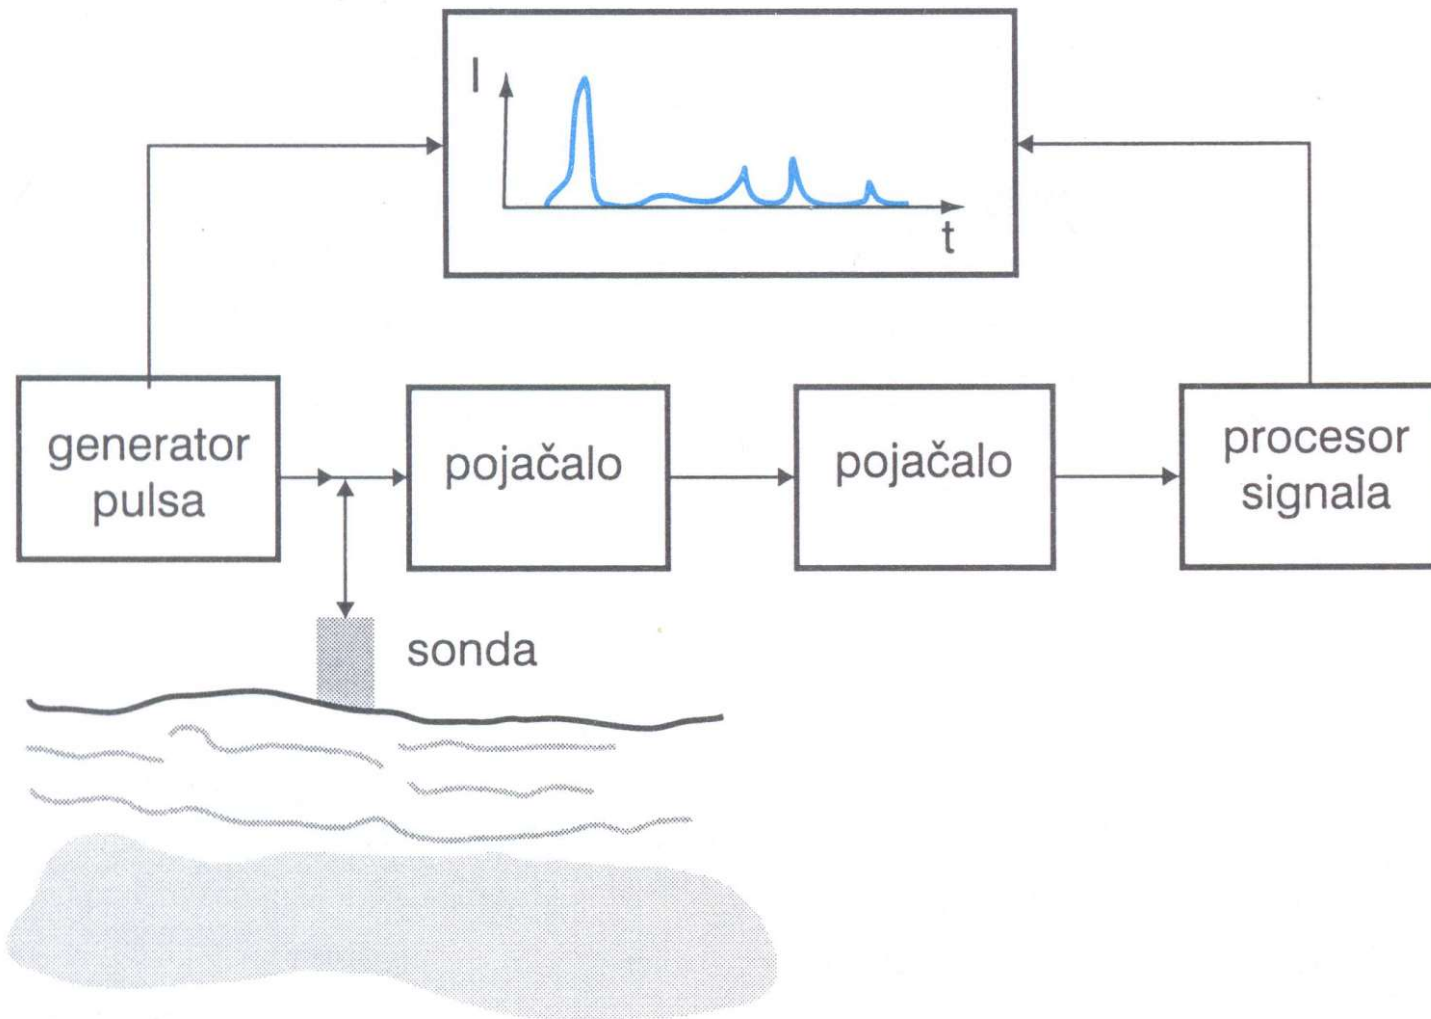 I
t
generator
pulsa
pojačalo
pojačalo
procesor
signala
sonda